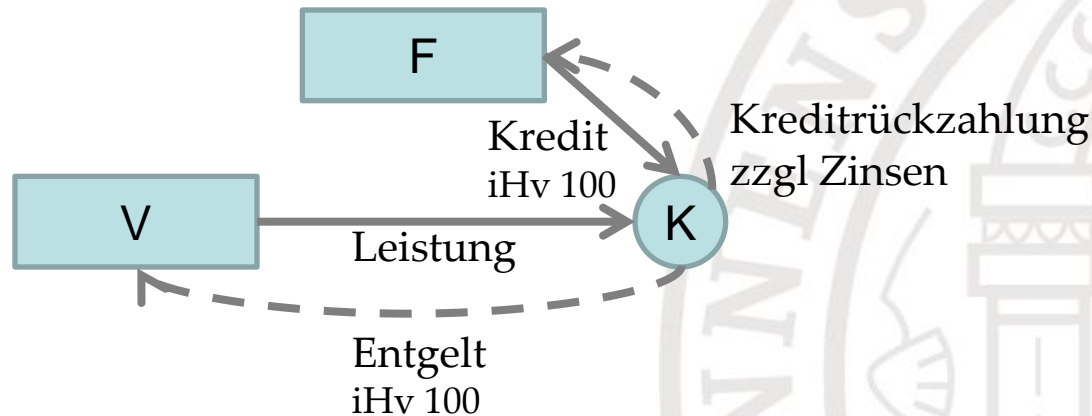 F
Kredit
iHv 100
Kreditrückzahlung
zzgl Zinsen
V
Leistung
K
Entgelt
iHv 100